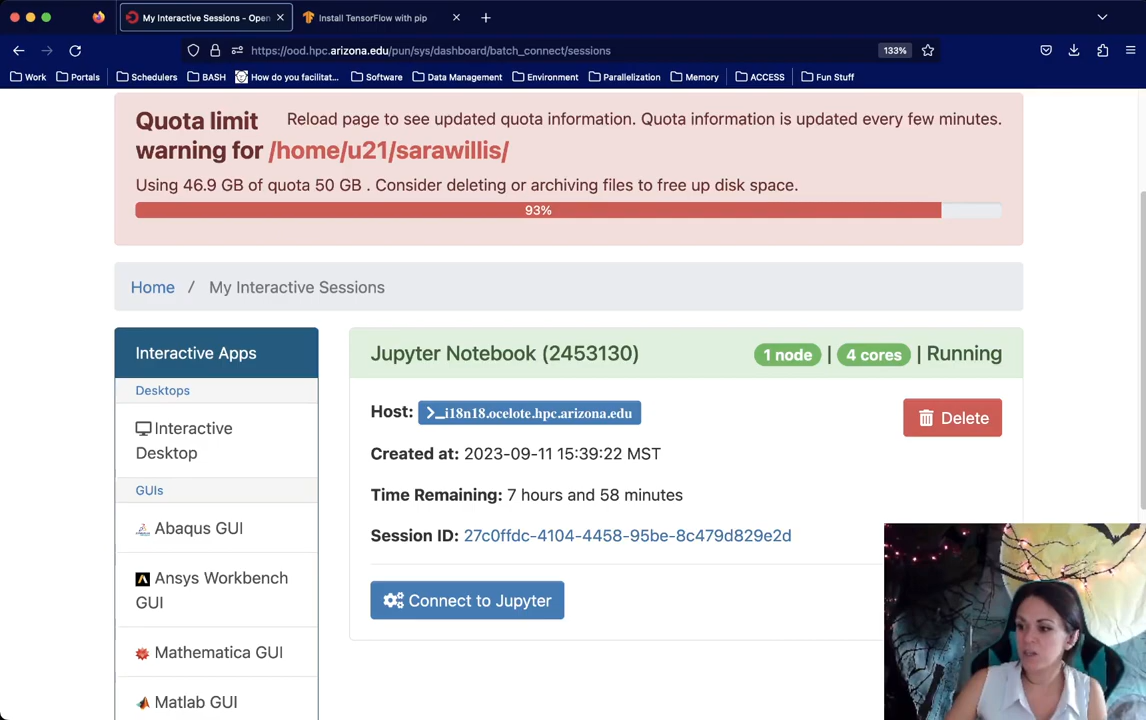 My Interactive Sessions - Open
Install TensorFlow with pip
https://ood.hpc.arizona.edu/pun/sys/dashboard/batch_connect/sessions
133%
Work
Portals
Schedulers
BASH
How do you facilitat...
Software
Data Management
Environment
Parallelization
Memory
ACCESS
Fun Stuff
Quota limit warning for /home/u21/sarawillis/
Reload page to see updated quota information. Quota information is updated every few minutes.
Using 46.9 GB of quota 50 GB . Consider deleting or archiving files to free up disk space.
93%
Home / My Interactive Sessions
Interactive Apps
Desktops
Interactive
Desktop
GUIs
Abaqus GUI
Ansys Workbench
GUI
Mathematica GUI
Matlab GUI
Jupyter Notebook (2453130)
1 node | 4 cores | Running
Host: >_i18n18.ocelote.hpc.arizona.edu
Delete
Created at: 2023-09-11 15:39:22 MST
Time Remaining: 7 hours and 58 minutes
Session ID: 27c0ffdc-4104-4458-95be-8c479d829e2d
Connect to Jupyter